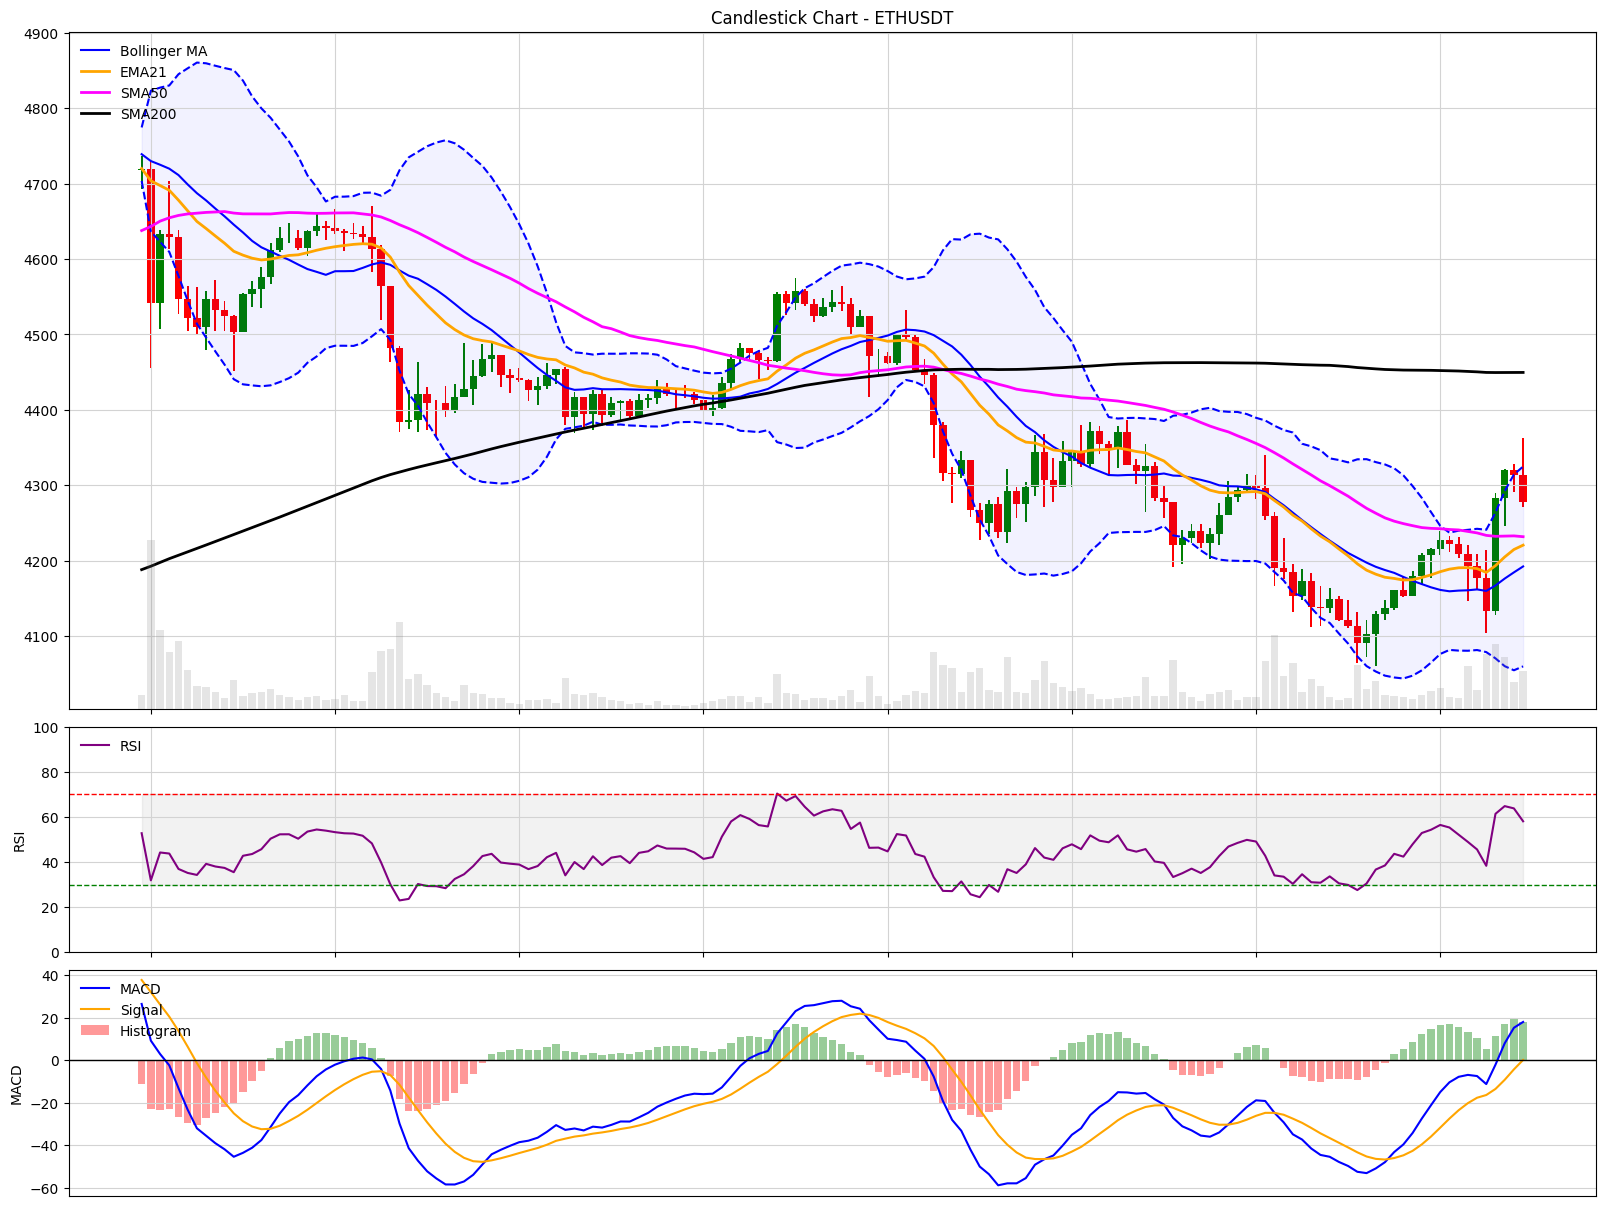 Candlestick Chart - ETHUSDT
4900
4800
4700
4600
4500
4400
4300
4200
4100
Bollinger MA
EMA21
SMA50
SMA200
100
80
60
40
20
0
RSI
RSI
40
20
0
−20
−40
−60
MACD
MACD
Signal
Histogram